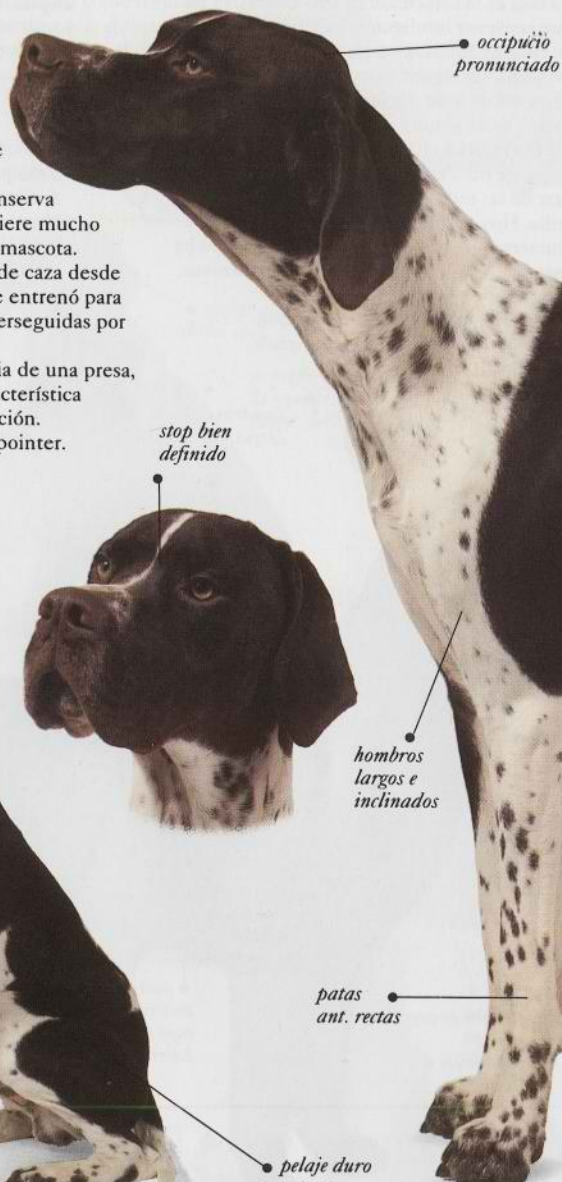 occipucio
pronunciado
e
nserva
iere mucho
mascota.
de caza desde
e entrenó para
erseguidas por
ia de una presa,
cterística
ción.
pointer.
stop bien
definido
hombros
largos e
inclinados
patas
ant. rectas
pelaje duro